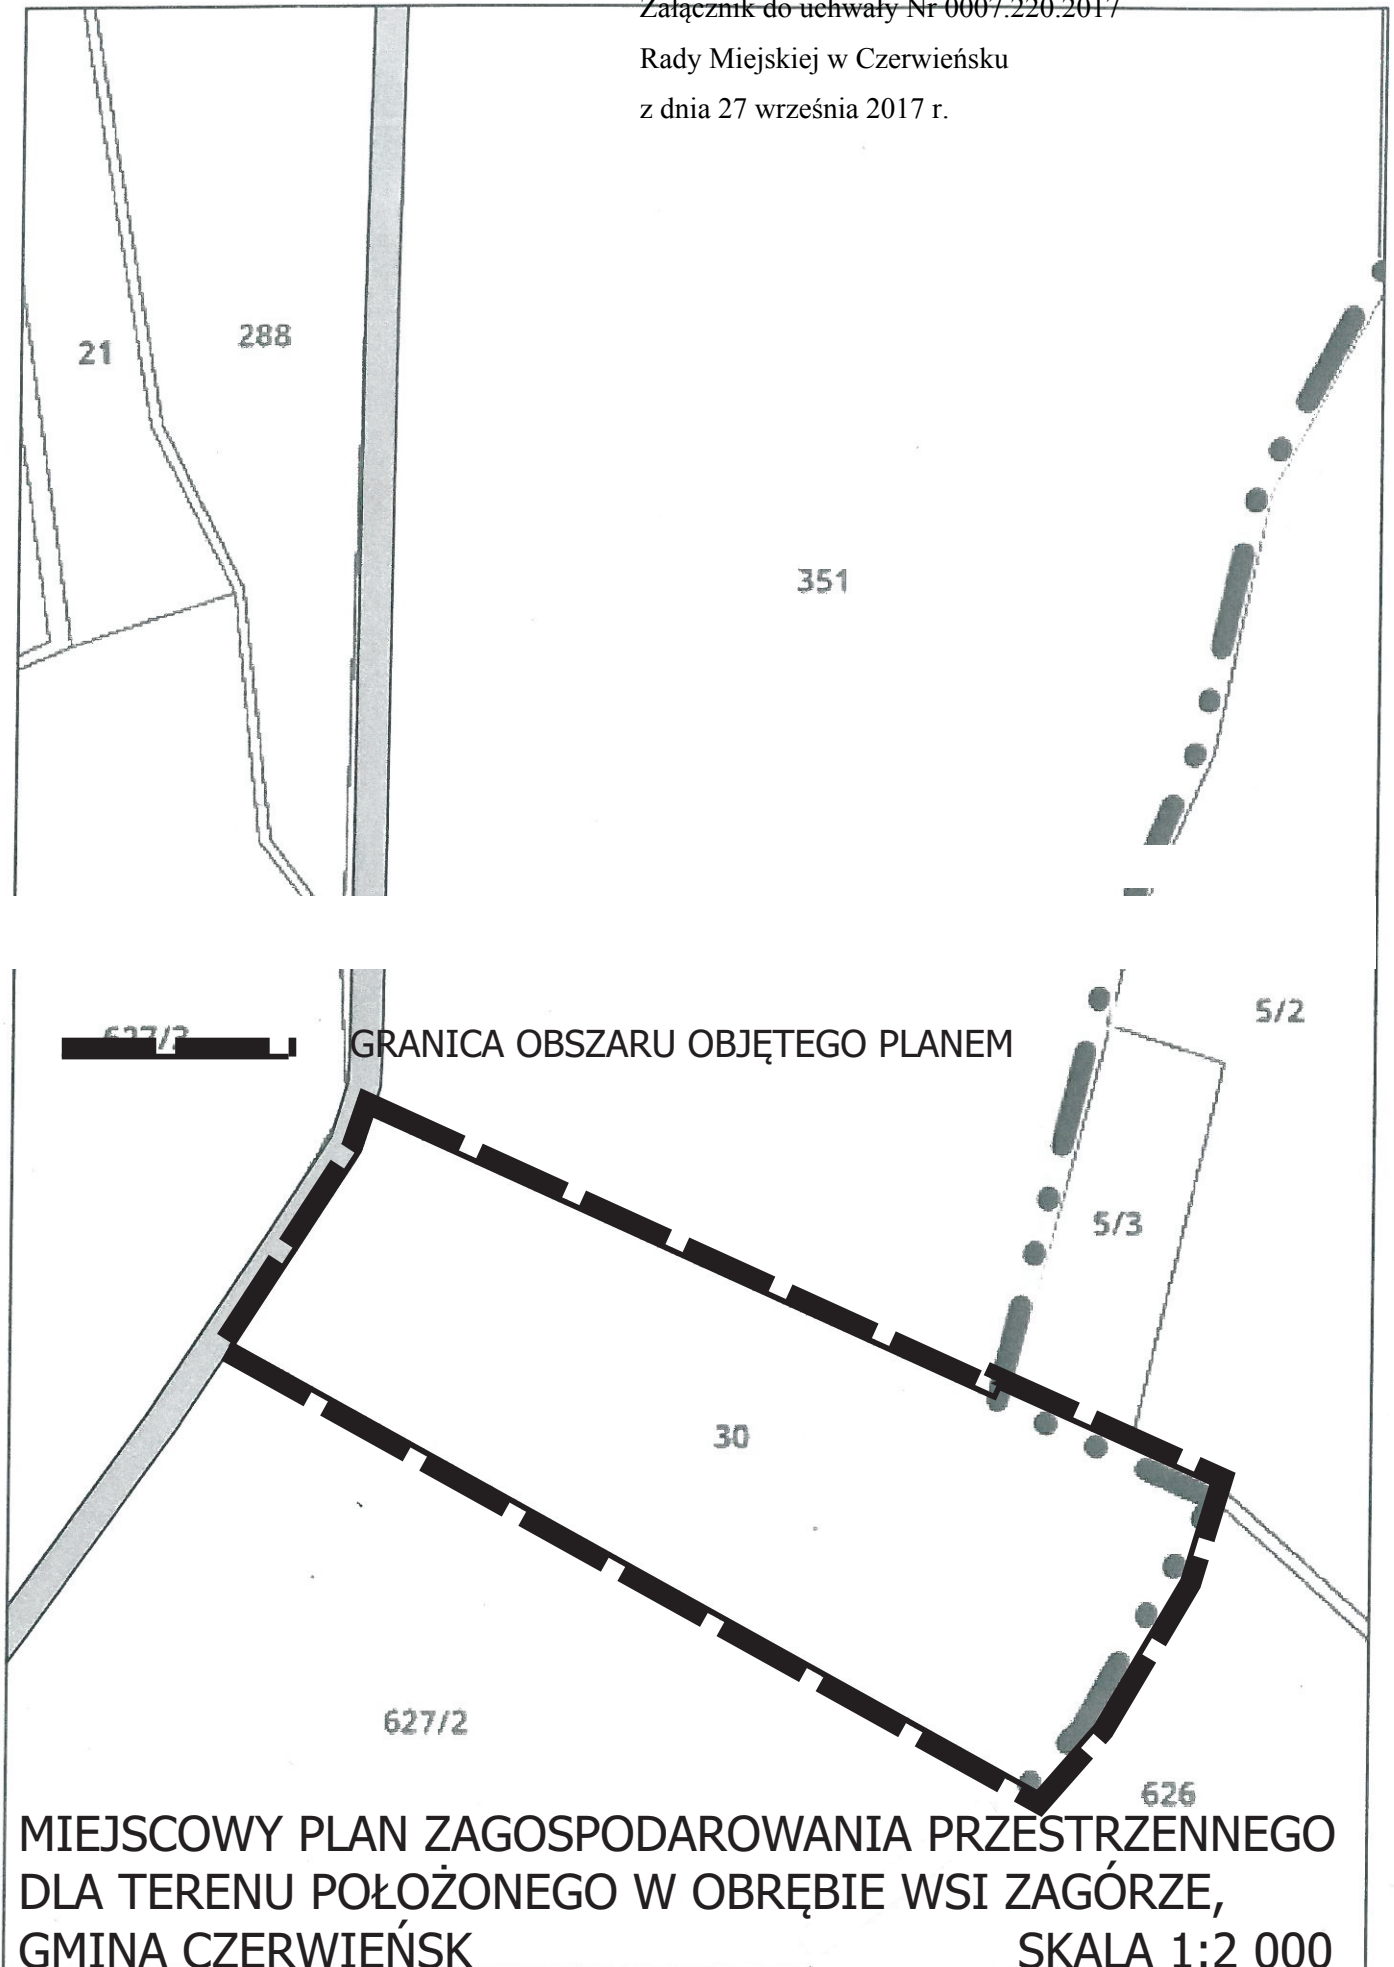 Załącznik do uchwały Nr 0007.220.2017
Rady Miejskiej w Czerwieńsku
z dnia 27 września 2017 r.
21
288
351
5/2
GRANICA OBSZARU OBJĘTEGO PLANEM
5/3
30
627/2
626
MIEJSCOWY PLAN ZAGOSPODAROWANIA PRZESTRZENNEGO
DLA TERENU POŁOŻONEGO W OBRĘBIE WSI ZAGÓRZE,
GMINA CZERWIEŃSK SKALA 1:2 000